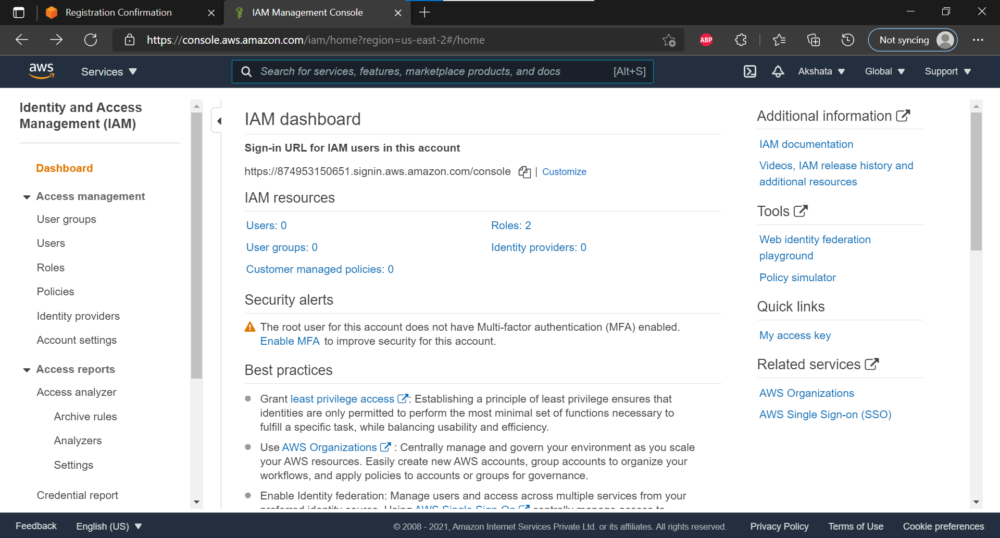 Registration Confirmation
IAM Management Console
https://console.aws.amazon.com/iam/home?region=us-east-2#/home
ABP
Not syncing
aws
Services
Search for services, features, marketplace products, and docs
[Alt+S]
Akshata
Global
Support
Identity and Access
Management (IAM)
Dashboard
Access management
User groups
Users
Roles
Policies
Identity providers
Account settings
Access reports
Access analyzer
Archive rules
Analyzers
Settings
Credential report
IAM dashboard
Sign-in URL for IAM users in this account
https://874953150651.signin.aws.amazon.com/console | Customize
IAM resources
Users: 0
Roles: 2
User groups: 0
Identity providers: 0
Customer managed policies: 0
Security alerts
The root user for this account does not have Multi-factor authentication (MFA) enabled.
Enable MFA to improve security for this account.
Best practices
Grant least privilege access : Establishing a principle of least privilege ensures that
identities are only permitted to perform the most minimal set of functions necessary to
fulfill a specific task, while balancing usability and efficiency.
Use AWS Organizations : Centrally manage and govern your environment as you scale
your AWS resources. Easily create new AWS accounts, group accounts to organize your
workflows, and apply policies to accounts or groups for governance.
Enable Identity federation: Manage users and access across multiple services from your
preferred identity source. Using AWS Single Sign-On centrally manage access to
Additional information
IAM documentation
Videos, IAM release history and
additional resources
Tools
Web identity federation
playground
Policy simulator
Quick links
My access key
Related services
AWS Organizations
AWS Single Sign-on (SSO)
Feedback
English (US)
© 2008 - 2021, Amazon Internet Services Private Ltd. or its affiliates. All rights reserved.
Privacy Policy
Terms of Use
Cookie preferences